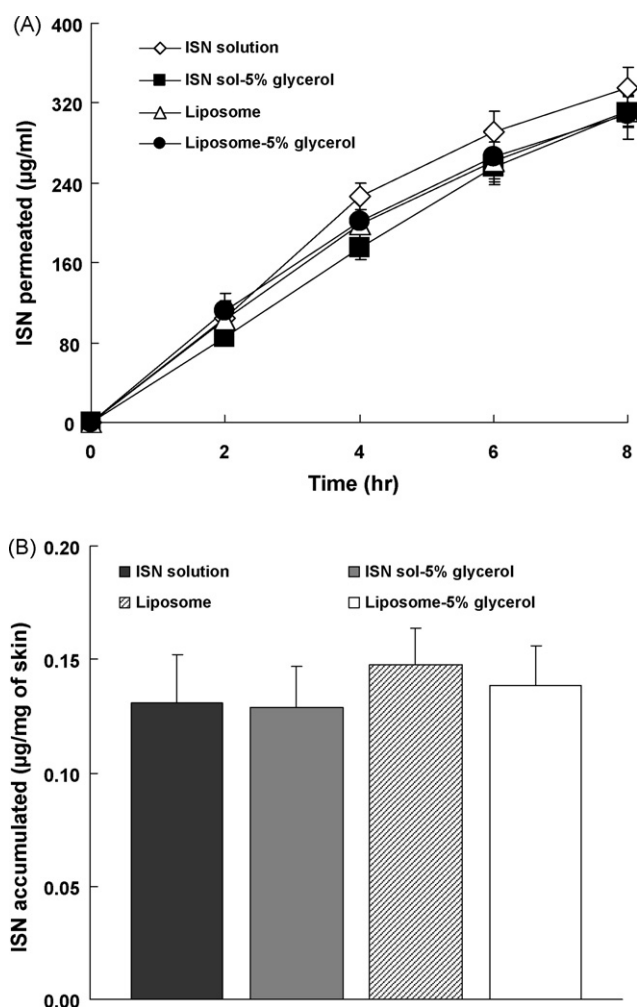 (A)
400
320
240
160
80
0
ISN permeated (µg/ml)
ISN solution
ISN sol-5% glycerol
Liposome
Liposome-5% glycerol
0 2 4 6 8
Time (hr)
(B)
0.20
0.15
0.10
0.05
0.00
ISN accumulated (µg/mg of skin)
ISN solution ISN sol-5% glycerol
Liposome Liposome-5% glycerol